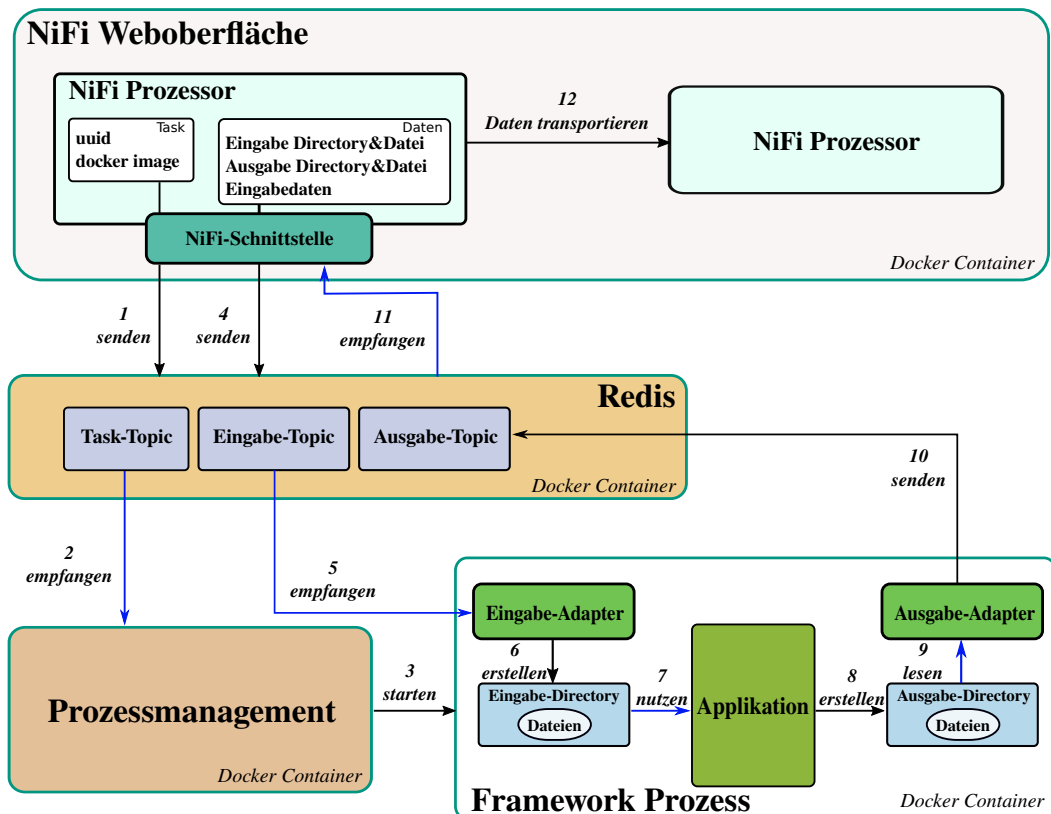 NiFi Weboberfläche
NiFi Prozessor
Task
uuid
docker image
Daten
Eingabe Directory&Datei
Ausgabe Directory&Datei
Eingabedaten
NiFi-Schnittstelle
12
Daten transportieren
NiFi Prozessor
Docker Container
1
senden
4
senden
11
empfangen
Redis
Task-Topic
Eingabe-Topic
Ausgabe-Topic
Docker Container
10
senden
2
empfangen
5
empfangen
Eingabe-Adapter
Ausgabe-Adapter
6
erstellen
9
lesen
Prozessmanagement
Docker Container
3
starten
Eingabe-Directory
Dateien
7
nutzen
Applikation
8
erstellen
Ausgabe-Directory
Dateien
Framework Prozess
Docker Container